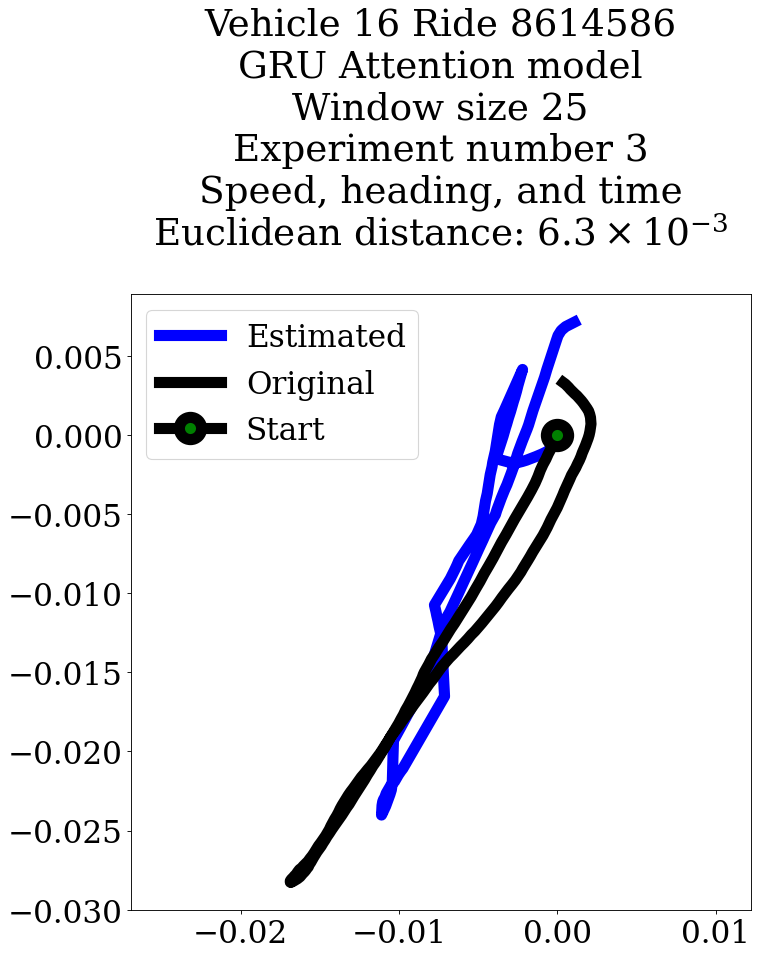 Vehicle 16 Ride 8614586
GRU Attention model
Window size 25
Experiment number 3
Speed, heading, and time
Euclidean distance: 6.3 × 10⁻³
Estimated
Original
Start
0.005
0.000
−0.005
−0.010
−0.015
−0.020
−0.025
−0.030
−0.02
−0.01
0.00
0.01